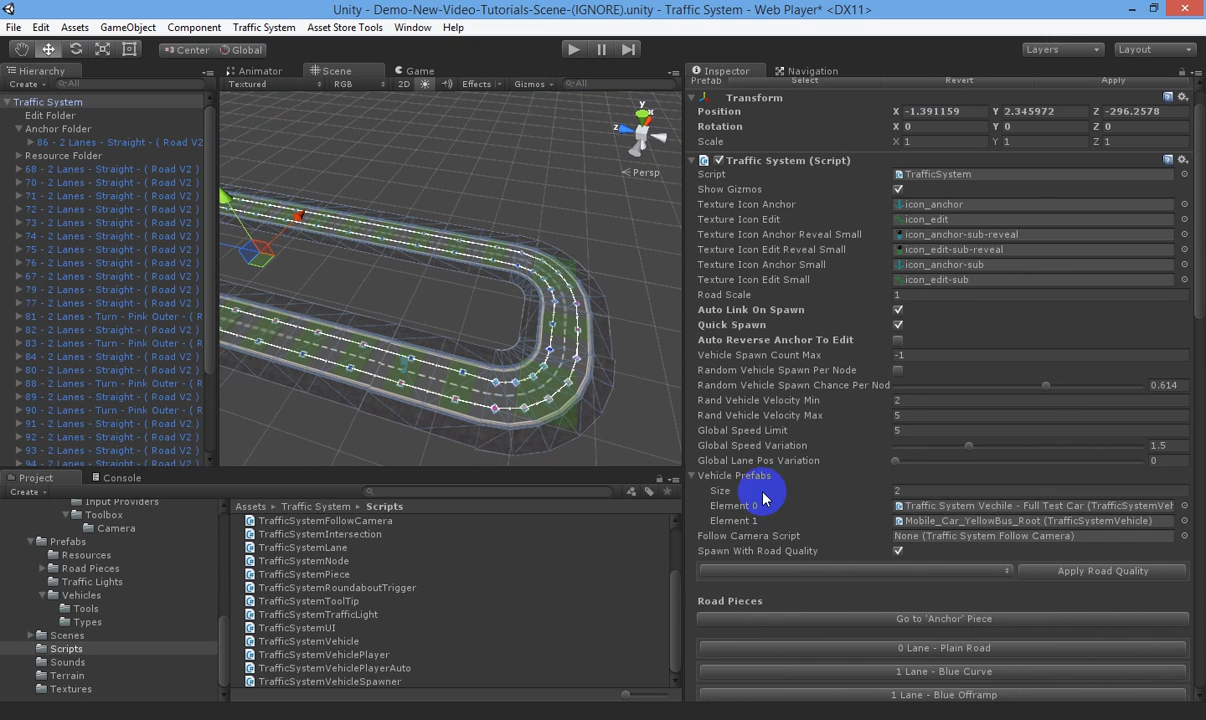 Unity - Demo-New-Video-Tutorials-Scene-(IGNORE).unity - Traffic System - Web Player* <DX11>
File Edit Assets GameObject Component Traffic System Asset Store Tools Window Help
Center Global Layers Layout
Hierarchy
Create All
Traffic System
Edit Folder
Anchor Folder
86 - 2 Lanes - Straight - ( Road V2
Resource Folder
68 - 2 Lanes - Straight - ( Road V2 )
70 - 2 Lanes - Straight - ( Road V2 )
71 - 2 Lanes - Straight - ( Road V2 )
72 - 2 Lanes - Straight - ( Road V2 )
73 - 2 Lanes - Straight - ( Road V2 )
74 - 2 Lanes - Straight - ( Road V2 )
75 - 2 Lanes - Straight - ( Road V2 )
76 - 2 Lanes - Straight - ( Road V2 )
67 - 2 Lanes - Straight - ( Road V2 )
78 - 2 Lanes - Straight - ( Road V2 )
79 - 2 Lanes - Straight - ( Road V2 )
77 - 2 Lanes - Straight - ( Road V2 )
81 - 2 Lanes - Turn - Pink Outer - ( R
82 - 2 Lanes - Straight - ( Road V2 )
83 - 2 Lanes - Turn - Pink Outer - ( R
84 - 2 Lanes - Straight - ( Road V2 )
80 - 2 Lanes - Straight - ( Road V2 )
88 - 2 Lanes - Turn - Pink Outer - ( R
89 - 2 Lanes - Straight - ( Road V2 )
90 - 2 Lanes - Turn - Pink Outer - ( R
91 - 2 Lanes - Straight - ( Road V2 )
92 - 2 Lanes - Straight - ( Road V2 )
93 - 2 Lanes - Straight - ( Road V2 )
94 - 2 Lanes - Straight - ( Road V2 )
Animator Scene Game
Textured RGB 2D Effects Gizmos All
y
x
z
Persp
Project Console
Create
Input Providers
Toolbox
Camera
Prefabs
Resources
Road Pieces
Traffic Lights
Vehicles
Tools
Types
Scenes
Scripts
Sounds
Terrain
Textures
Assets Traffic System Scripts
TrafficSystemFollowCamera
TrafficSystemIntersection
TrafficSystemLane
TrafficSystemNode
TrafficSystemPiece
TrafficSystemRoundaboutTrigger
TrafficSystemToolTip
TrafficSystemTrafficLight
TrafficSystemUI
TrafficSystemVehicle
TrafficSystemVehiclePlayer
TrafficSystemVehiclePlayerAuto
TrafficSystemVehicleSpawner
Inspector Navigation
Prefab Select Revert Apply
Transform
Position X -1.391159 Y 2.345972 Z -296.2578
Rotation X 0 Y 0 Z 0
Scale X 1 Y 1 Z 1
Traffic System (Script)
Script TrafficSystem
Show Gizmos
Texture Icon Anchor icon_anchor
Texture Icon Edit icon_edit
Texture Icon Anchor Reveal Small icon_anchor-sub-reveal
Texture Icon Edit Reveal Small icon_edit-sub-reveal
Texture Icon Anchor Small icon_anchor-sub
Texture Icon Edit Small icon_edit-sub
Road Scale 1
Auto Link On Spawn
Quick Spawn
Auto Reverse Anchor To Edit
Vehicle Spawn Count Max -1
Random Vehicle Spawn Per Node
Random Vehicle Spawn Chance Per Nod 0.614
Rand Vehicle Velocity Min 2
Rand Vehicle Velocity Max 5
Global Speed Limit 5
Global Speed Variation 1.5
Global Lane Pos Variation 0
Vehicle Prefabs
Size 2
Element 0 Traffic System Vechile - Full Test Car (TrafficSystemVeh
Element 1 Mobile_Car_YellowBus_Root (TrafficSystemVehicle)
Follow Camera Script None (Traffic System Follow Camera)
Spawn With Road Quality
Apply Road Quality
Road Pieces
Go to 'Anchor' Piece
0 Lane - Plain Road
1 Lane - Blue Curve
1 Lane - Blue Offramp